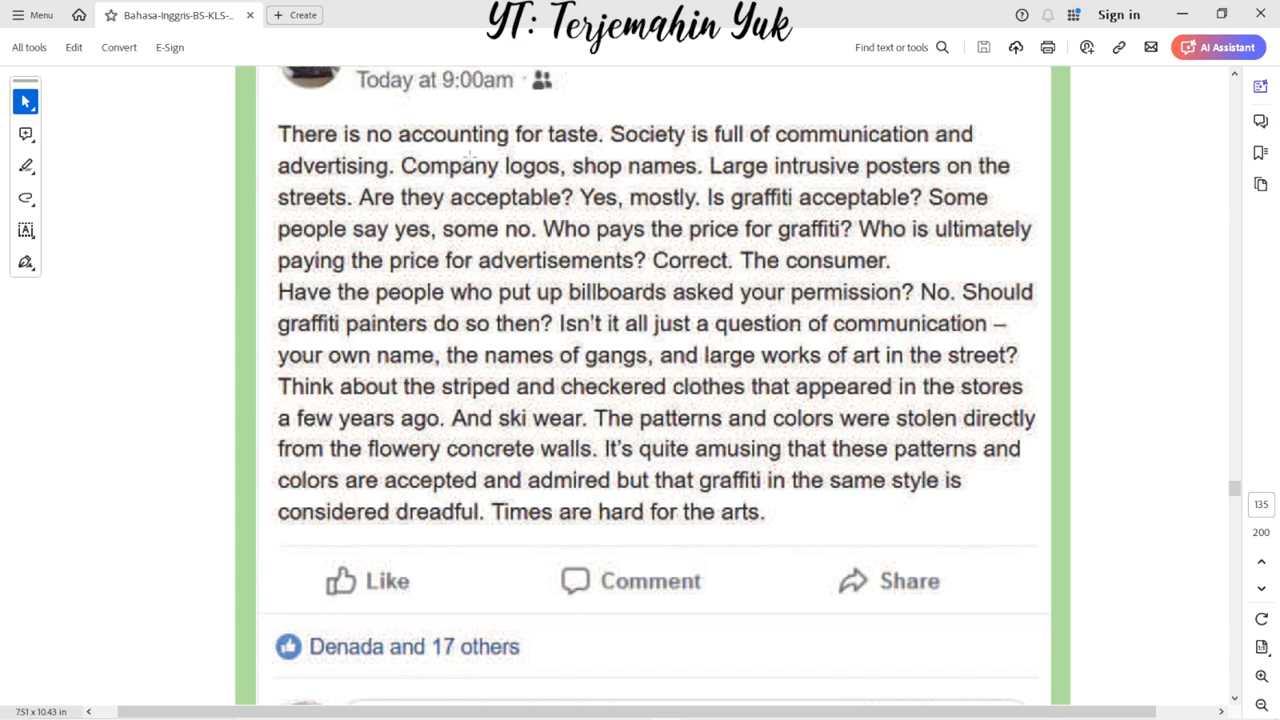 YT: Terjemahin Yuk
Menu
Bahasa-Inggris-BS-KLS-...
Create
Sign in
All tools
Edit
Convert
E-Sign
Find text or tools
AI Assistant
Today at 9:00am
There is no accounting for taste. Society is full of communication and
advertising. Company logos, shop names. Large intrusive posters on the
streets. Are they acceptable? Yes, mostly. Is graffiti acceptable? Some
people say yes, some no. Who pays the price for graffiti? Who is ultimately
paying the price for advertisements? Correct. The consumer.
Have the people who put up billboards asked your permission? No. Should
graffiti painters do so then? Isn't it all just a question of communication –
your own name, the names of gangs, and large works of art in the street?
Think about the striped and checkered clothes that appeared in the stores
a few years ago. And ski wear. The patterns and colors were stolen directly
from the flowery concrete walls. It's quite amusing that these patterns and
colors are accepted and admired but that graffiti in the same style is
considered dreadful. Times are hard for the arts.
Like
Comment
Share
Denada and 17 others
135
200
7.51 x 10.43 in